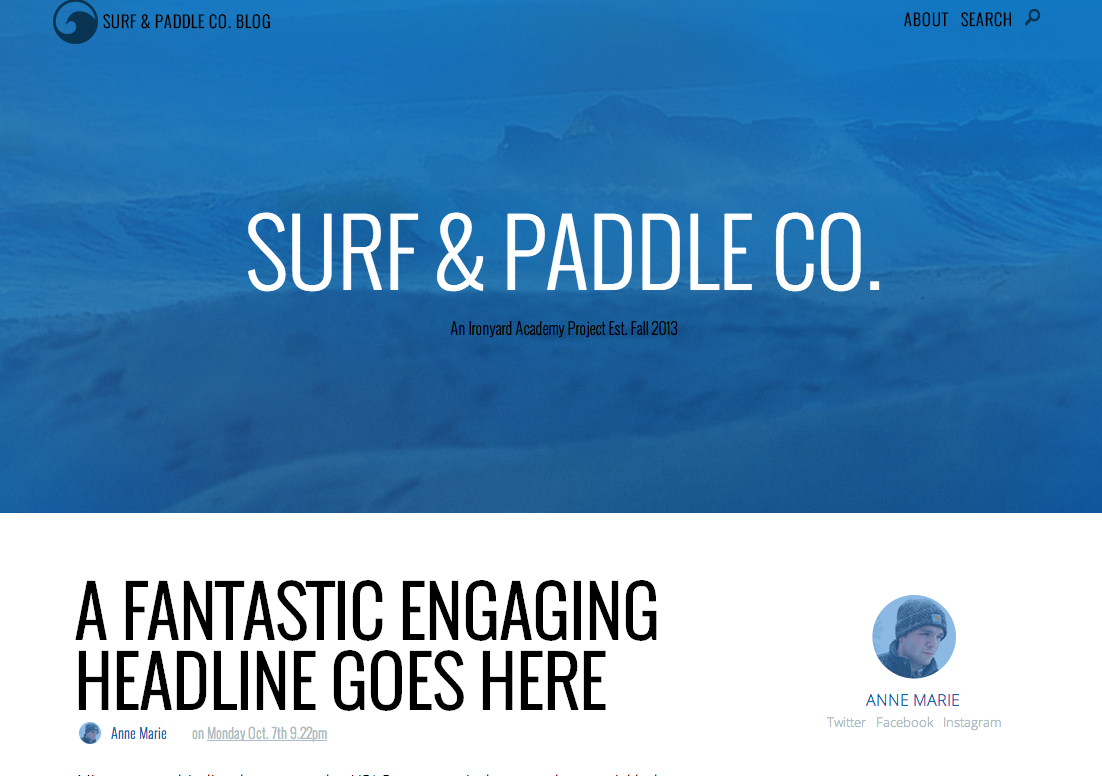 SURF & PADDLE CO. BLOG
ABOUT SEARCH
SURF & PADDLE CO.
An Ironyard Academy Project Est. Fall 2013
A FANTASTIC ENGAGING
HEADLINE GOES HERE
Anne Marie on Monday Oct. 7th 9.22pm
ANNE MARIE
Twitter Facebook Instagram